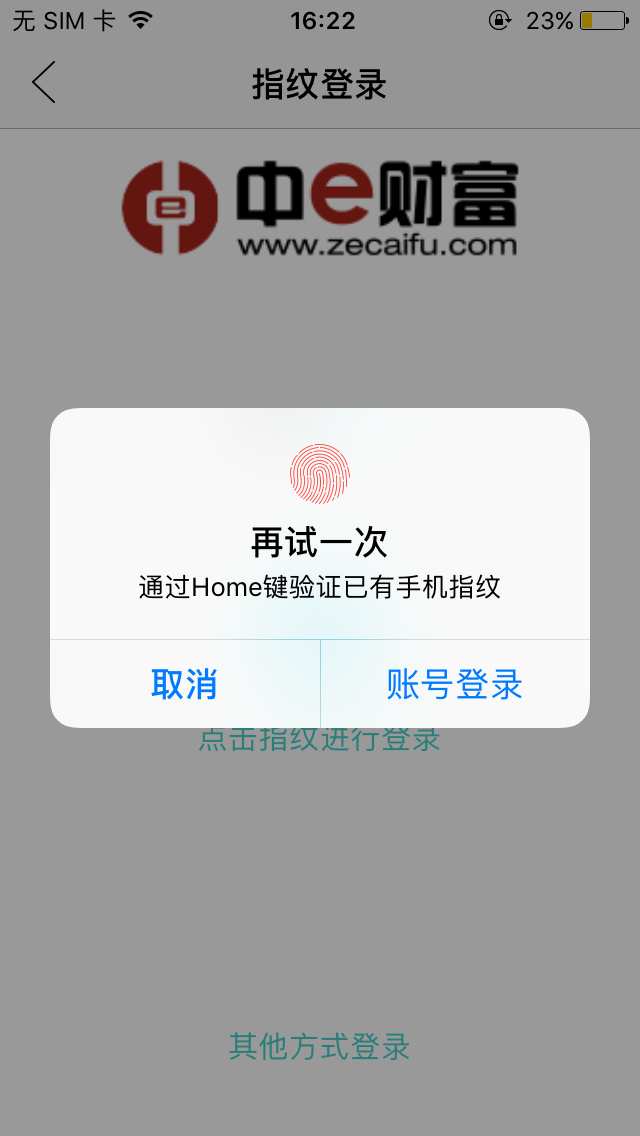 无 SIM 卡 16:22 23%
指纹登录
中e财富
www.zecaifu.com
再试一次
通过Home键验证已有手机指纹
取消 账号登录
点击指纹进行登录
其他方式登录